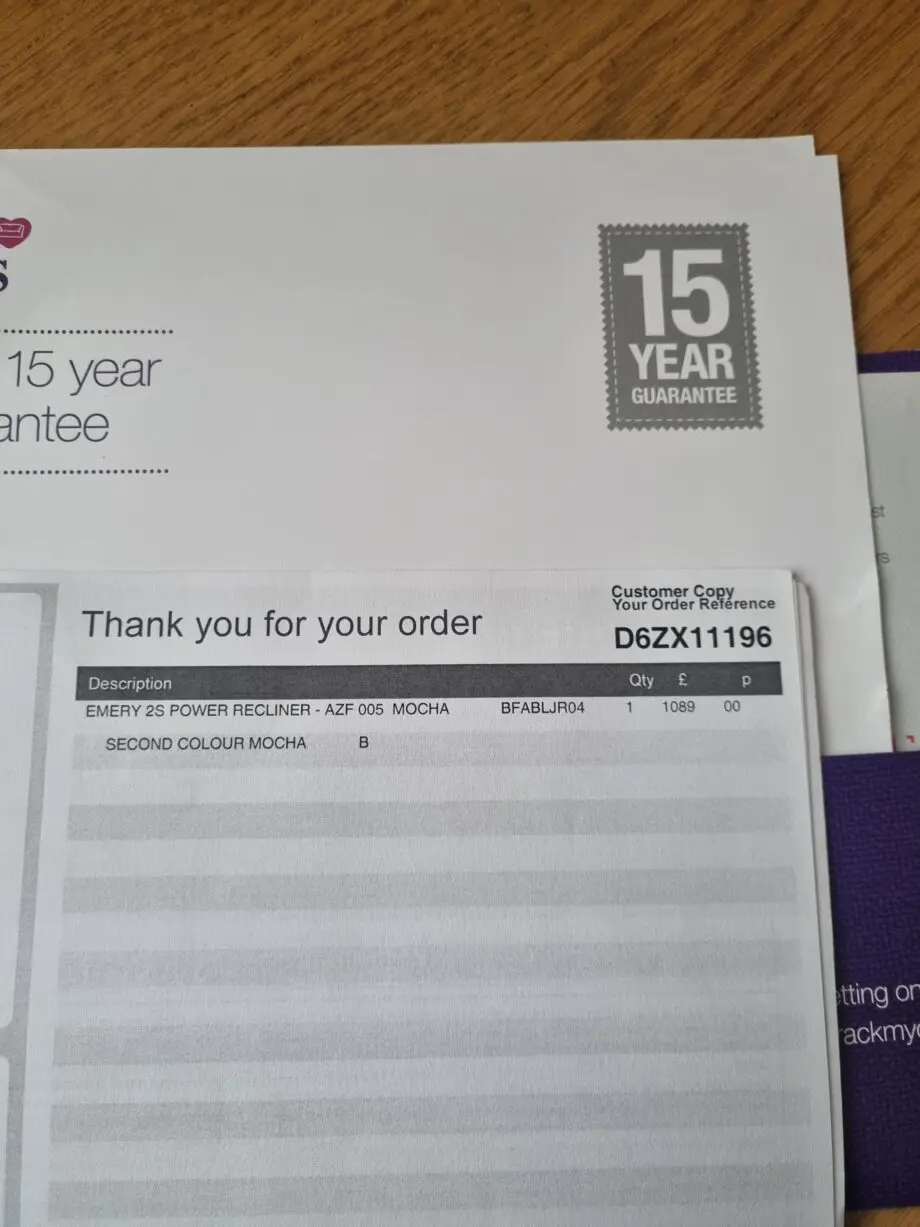 S
15 year
antee
15
YEAR
GUARANTEE
st
rs
Thank you for your order
Customer Copy
Your Order Reference
D6ZX11196
Description Qty £ p
EMERY 2S POWER RECLINER - AZF 005 MOCHA BFABLJR04 1 1089 00
SECOND COLOUR MOCHA B
etting on
rackmyo